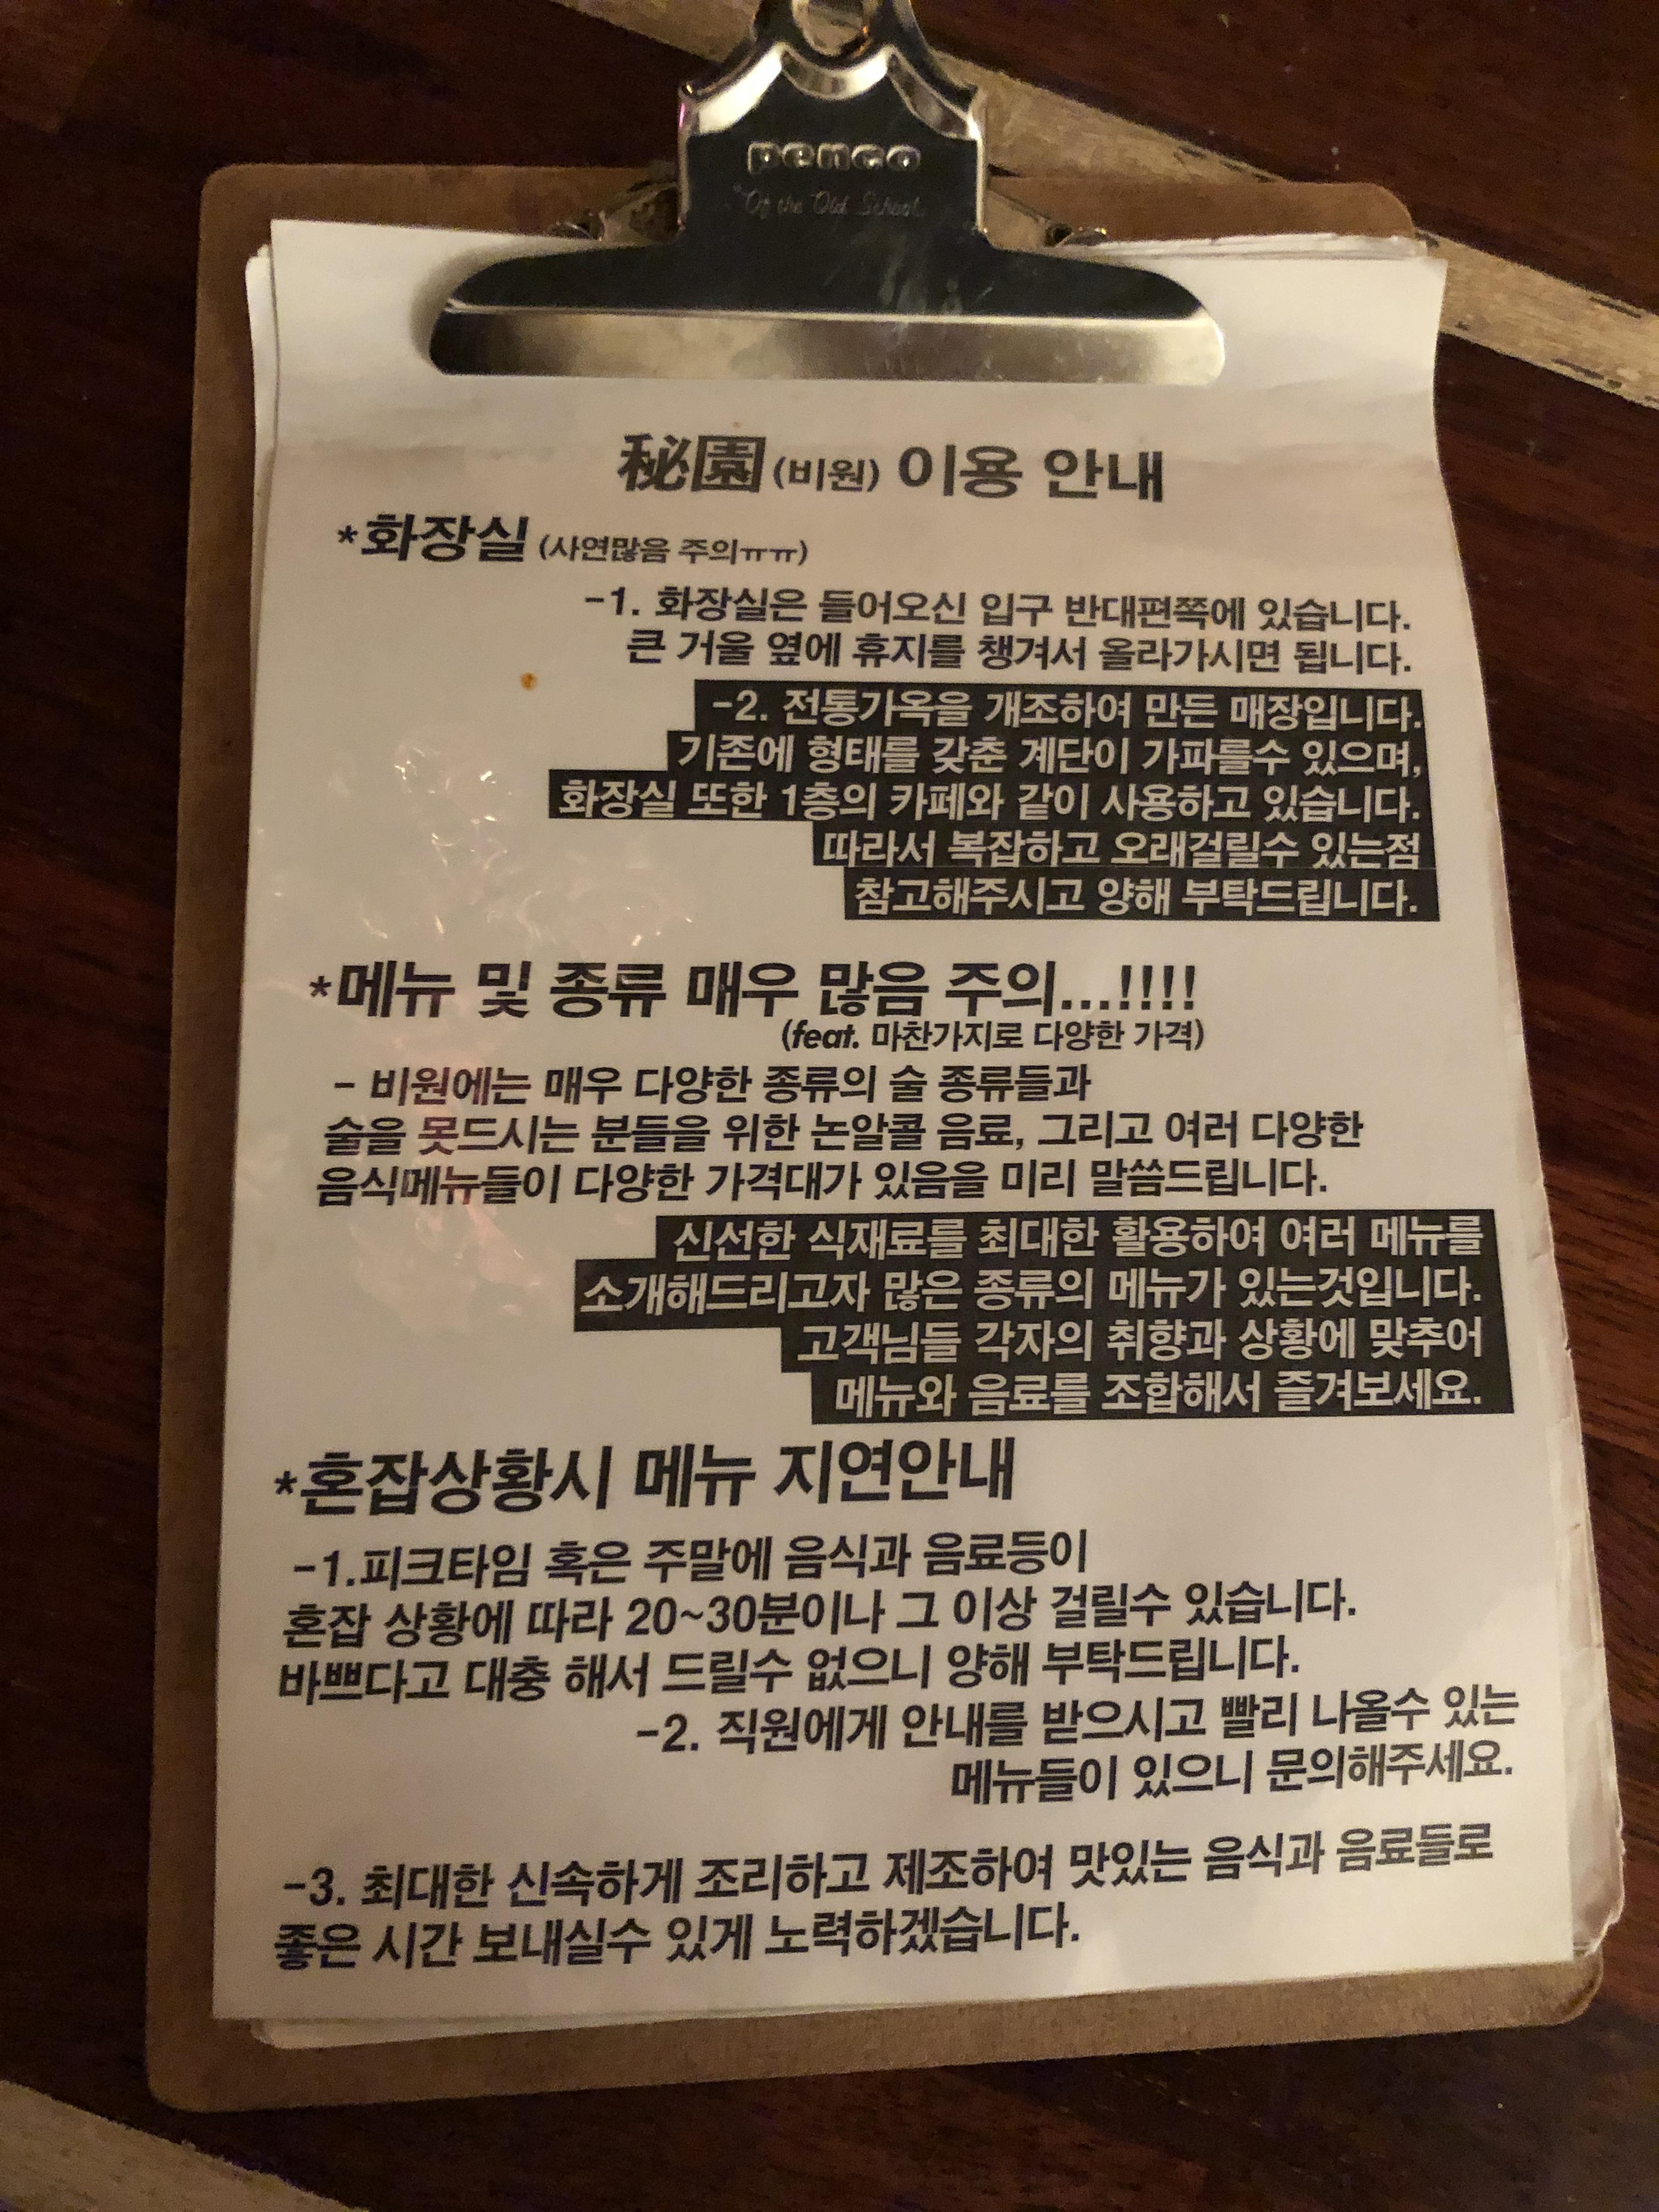 penco
"Of the Old School"
秘園 (비원) 이용 안내
*화장실 (사연많음 주의ㅠㅠ)
-1. 화장실은 들어오신 입구 반대편쪽에 있습니다.
큰 거울 옆에 휴지를 챙겨서 올라가시면 됩니다.
-2. 전통가옥을 개조하여 만든 매장입니다.
기존에 형태를 갖춘 계단이 가파를수 있으며,
화장실 또한 1층의 카페와 같이 사용하고 있습니다.
따라서 복잡하고 오래걸릴수 있는점
참고해주시고 양해 부탁드립니다.
*메뉴 및 종류 매우 많음 주의...!!!!
(feat. 마찬가지로 다양한 가격)
- 비원에는 매우 다양한 종류의 술 종류들과
술을 못드시는 분들을 위한 논알콜 음료, 그리고 여러 다양한
음식메뉴들이 다양한 가격대가 있음을 미리 말씀드립니다.
신선한 식재료를 최대한 활용하여 여러 메뉴를
소개해드리고자 많은 종류의 메뉴가 있는것입니다.
고객님들 각자의 취향과 상황에 맞추어
메뉴와 음료를 조합해서 즐겨보세요.
*혼잡상황시 메뉴 지연안내
-1.피크타임 혹은 주말에 음식과 음료등이
혼잡 상황에 따라 20~30분이나 그 이상 걸릴수 있습니다.
바쁘다고 대충 해서 드릴수 없으니 양해 부탁드립니다.
-2. 직원에게 안내를 받으시고 빨리 나올수 있는
메뉴들이 있으니 문의해주세요.
-3. 최대한 신속하게 조리하고 제조하여 맛있는 음식과 음료들로
좋은 시간 보내실수 있게 노력하겠습니다.